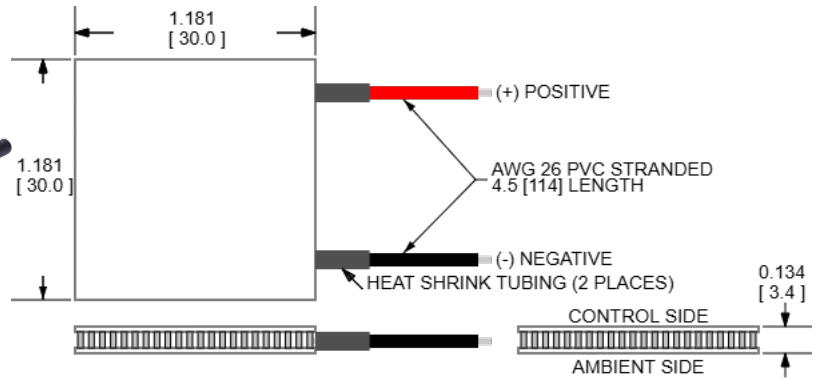 1.181
[ 30.0 ]
(+) POSITIVE
1.181
[ 30.0 ]
AWG 26 PVC STRANDED
4.5 [114] LENGTH
(-) NEGATIVE
HEAT SHRINK TUBING (2 PLACES)
0.134
[ 3.4 ]
CONTROL SIDE
AMBIENT SIDE